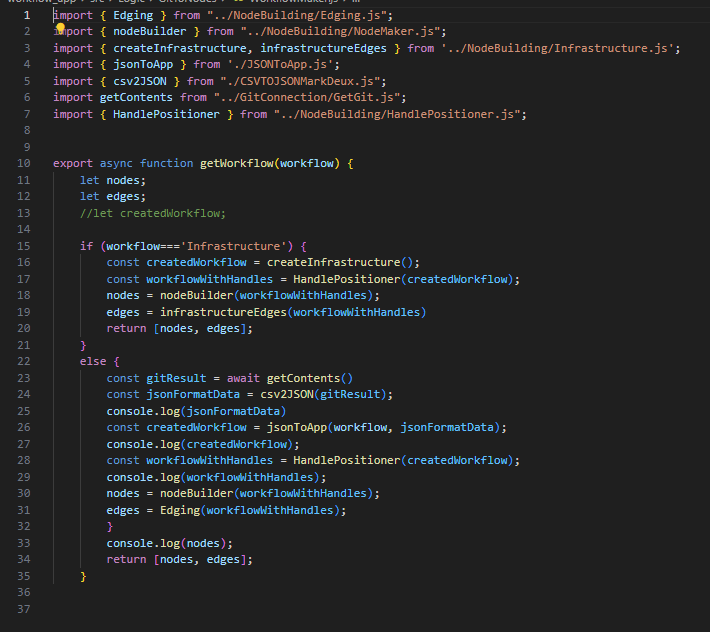 workflow_app > src > Logic > GitToNodes > WorkflowMaker.js > ...
1 import { Edging } from "../NodeBuilding/Edging.js";
2 import { nodeBuilder } from "../NodeBuilding/NodeMaker.js";
3 import { createInfrastructure, infrastructureEdges } from '../NodeBuilding/Infrastructure.js';
4 import { jsonToApp } from './JSONToApp.js';
5 import { csv2JSON } from "./CSVTOJSONMarkDeux.js";
6 import getContents from "../GitConnection/GetGit.js";
7 import { HandlePositioner } from "../NodeBuilding/HandlePositioner.js";
8
9
10 export async function getWorkflow(workflow) {
11     let nodes;
12     let edges;
13     //let createdWorkflow;
14
15     if (workflow==='Infrastructure') {
16         const createdWorkflow = createInfrastructure();
17         const workflowWithHandles = HandlePositioner(createdWorkflow);
18         nodes = nodeBuilder(workflowWithHandles);
19         edges = infrastructureEdges(workflowWithHandles)
20         return [nodes, edges];
21     }
22     else {
23         const gitResult = await getContents()
24         const jsonFormatData = csv2JSON(gitResult);
25         console.log(jsonFormatData)
26         const createdWorkflow = jsonToApp(workflow, jsonFormatData);
27         console.log(createdWorkflow);
28         const workflowWithHandles = HandlePositioner(createdWorkflow);
29         console.log(workflowWithHandles);
30         nodes = nodeBuilder(workflowWithHandles);
31         edges = Edging(workflowWithHandles);
32         }
33         console.log(nodes);
34         return [nodes, edges];
35     }
36
37